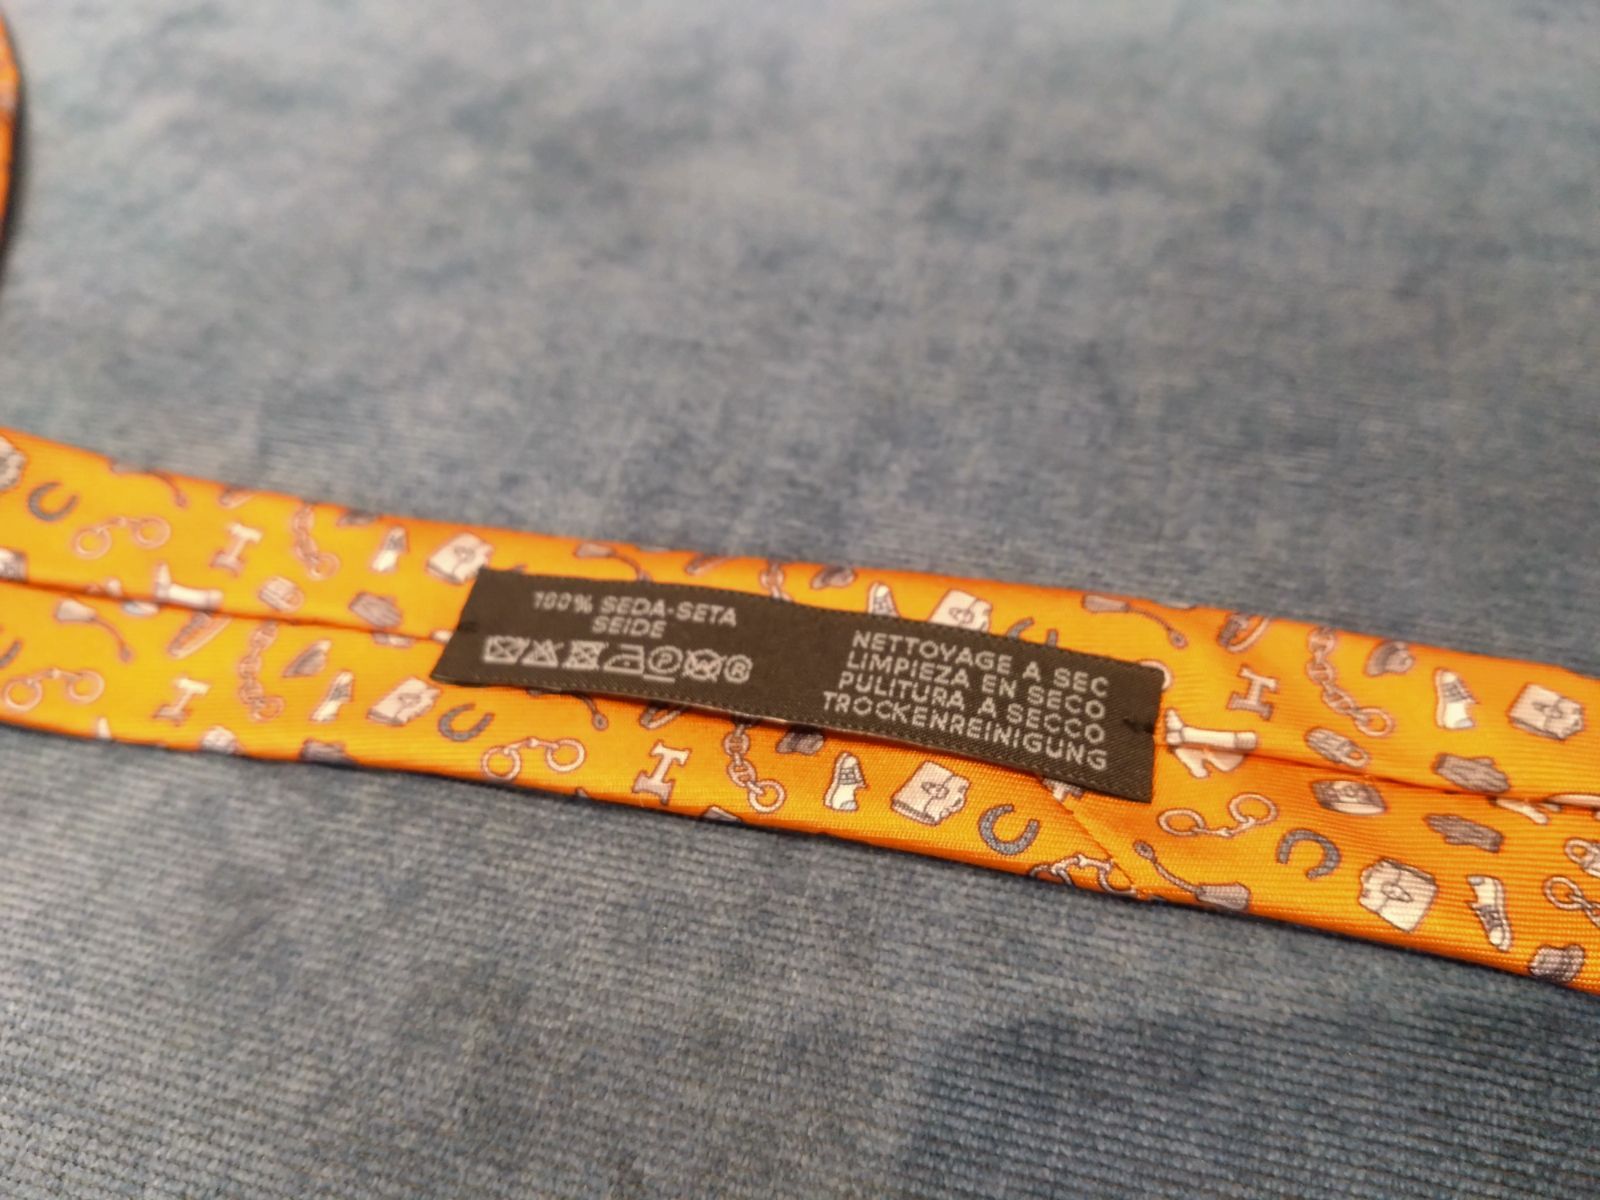 100% SEDA-SETA
SEIDE
NETTOYAGE A SEC
LIMPIEZA EN SECO
PULITURA A SECCO
TROCKENREINIGUNG